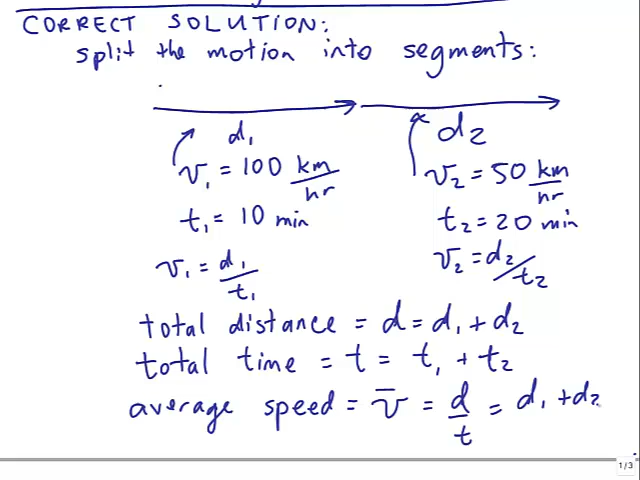 CORRECT SOLUTION:
split the motion into segments:
d₁ d₂
v₁ = 100 km/hr v₂ = 50 km/hr
t₁ = 10 min t₂ = 20 min
v₁ = d₁/t₁ v₂ = d₂/t₂
total distance = d = d₁ + d₂
total time = t = t₁ + t₂
average speed = v̄ = d/t = d₁ + d₂
1/3